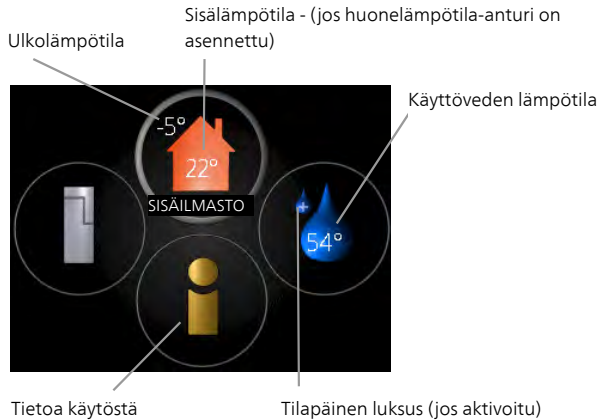 Sisälämpötila - (jos huonelämpötila-anturi on
asennettu)
Ulkolämpötila
Käyttöveden lämpötila
-5°
22°
SISÄILMASTO
54°
Tietoa käytöstä
Tilapäinen luksus (jos aktivoitu)